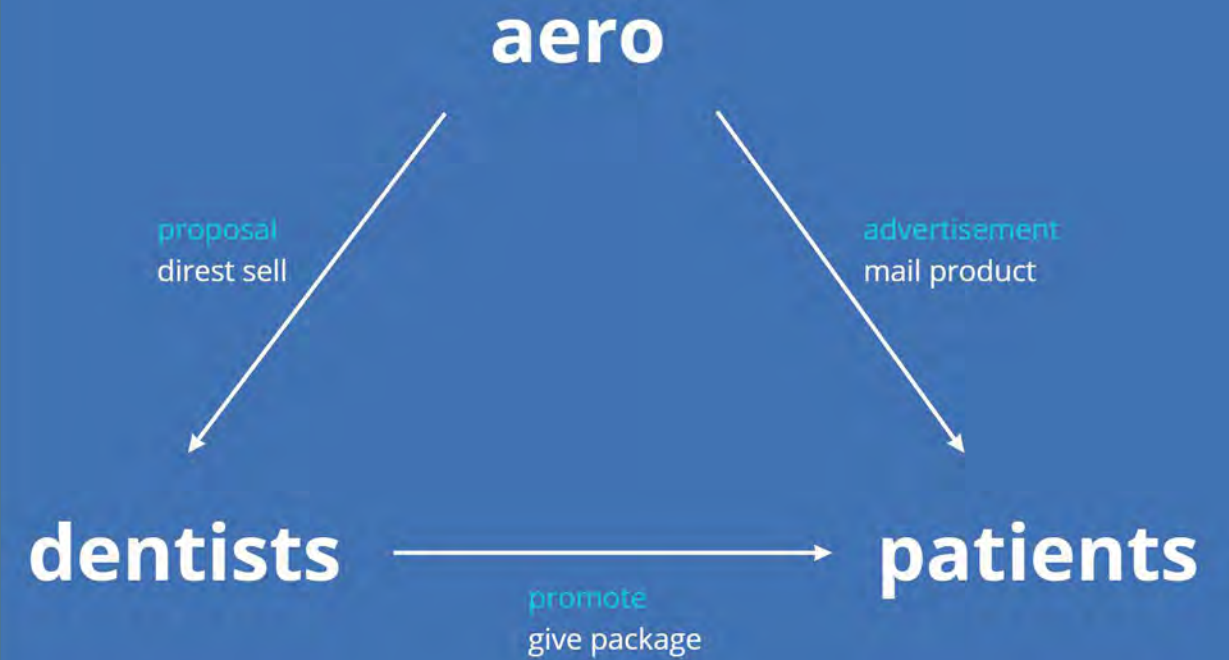 aero
proposal
direst sell
advertisement
mail product
dentists
patients
promote
give package